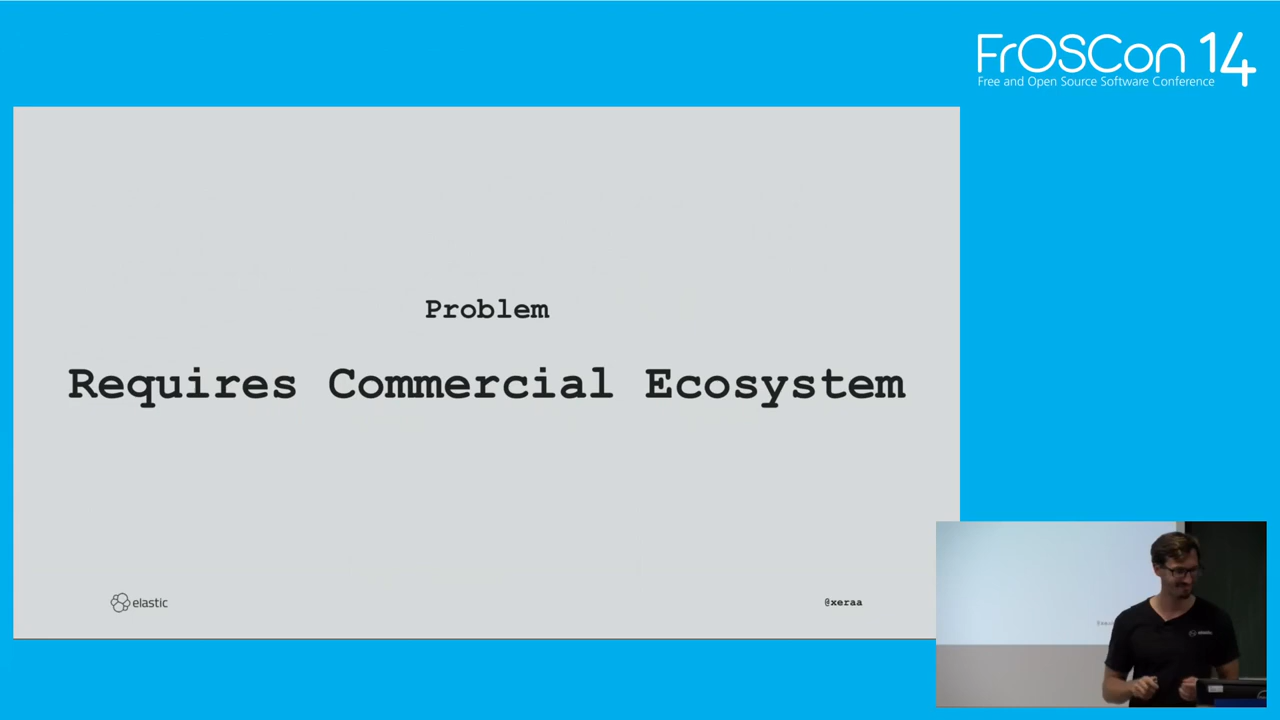 FrOSCon 14
Free and Open Source Software Conference
Problem
Requires Commercial Ecosystem
elastic
@xeraa